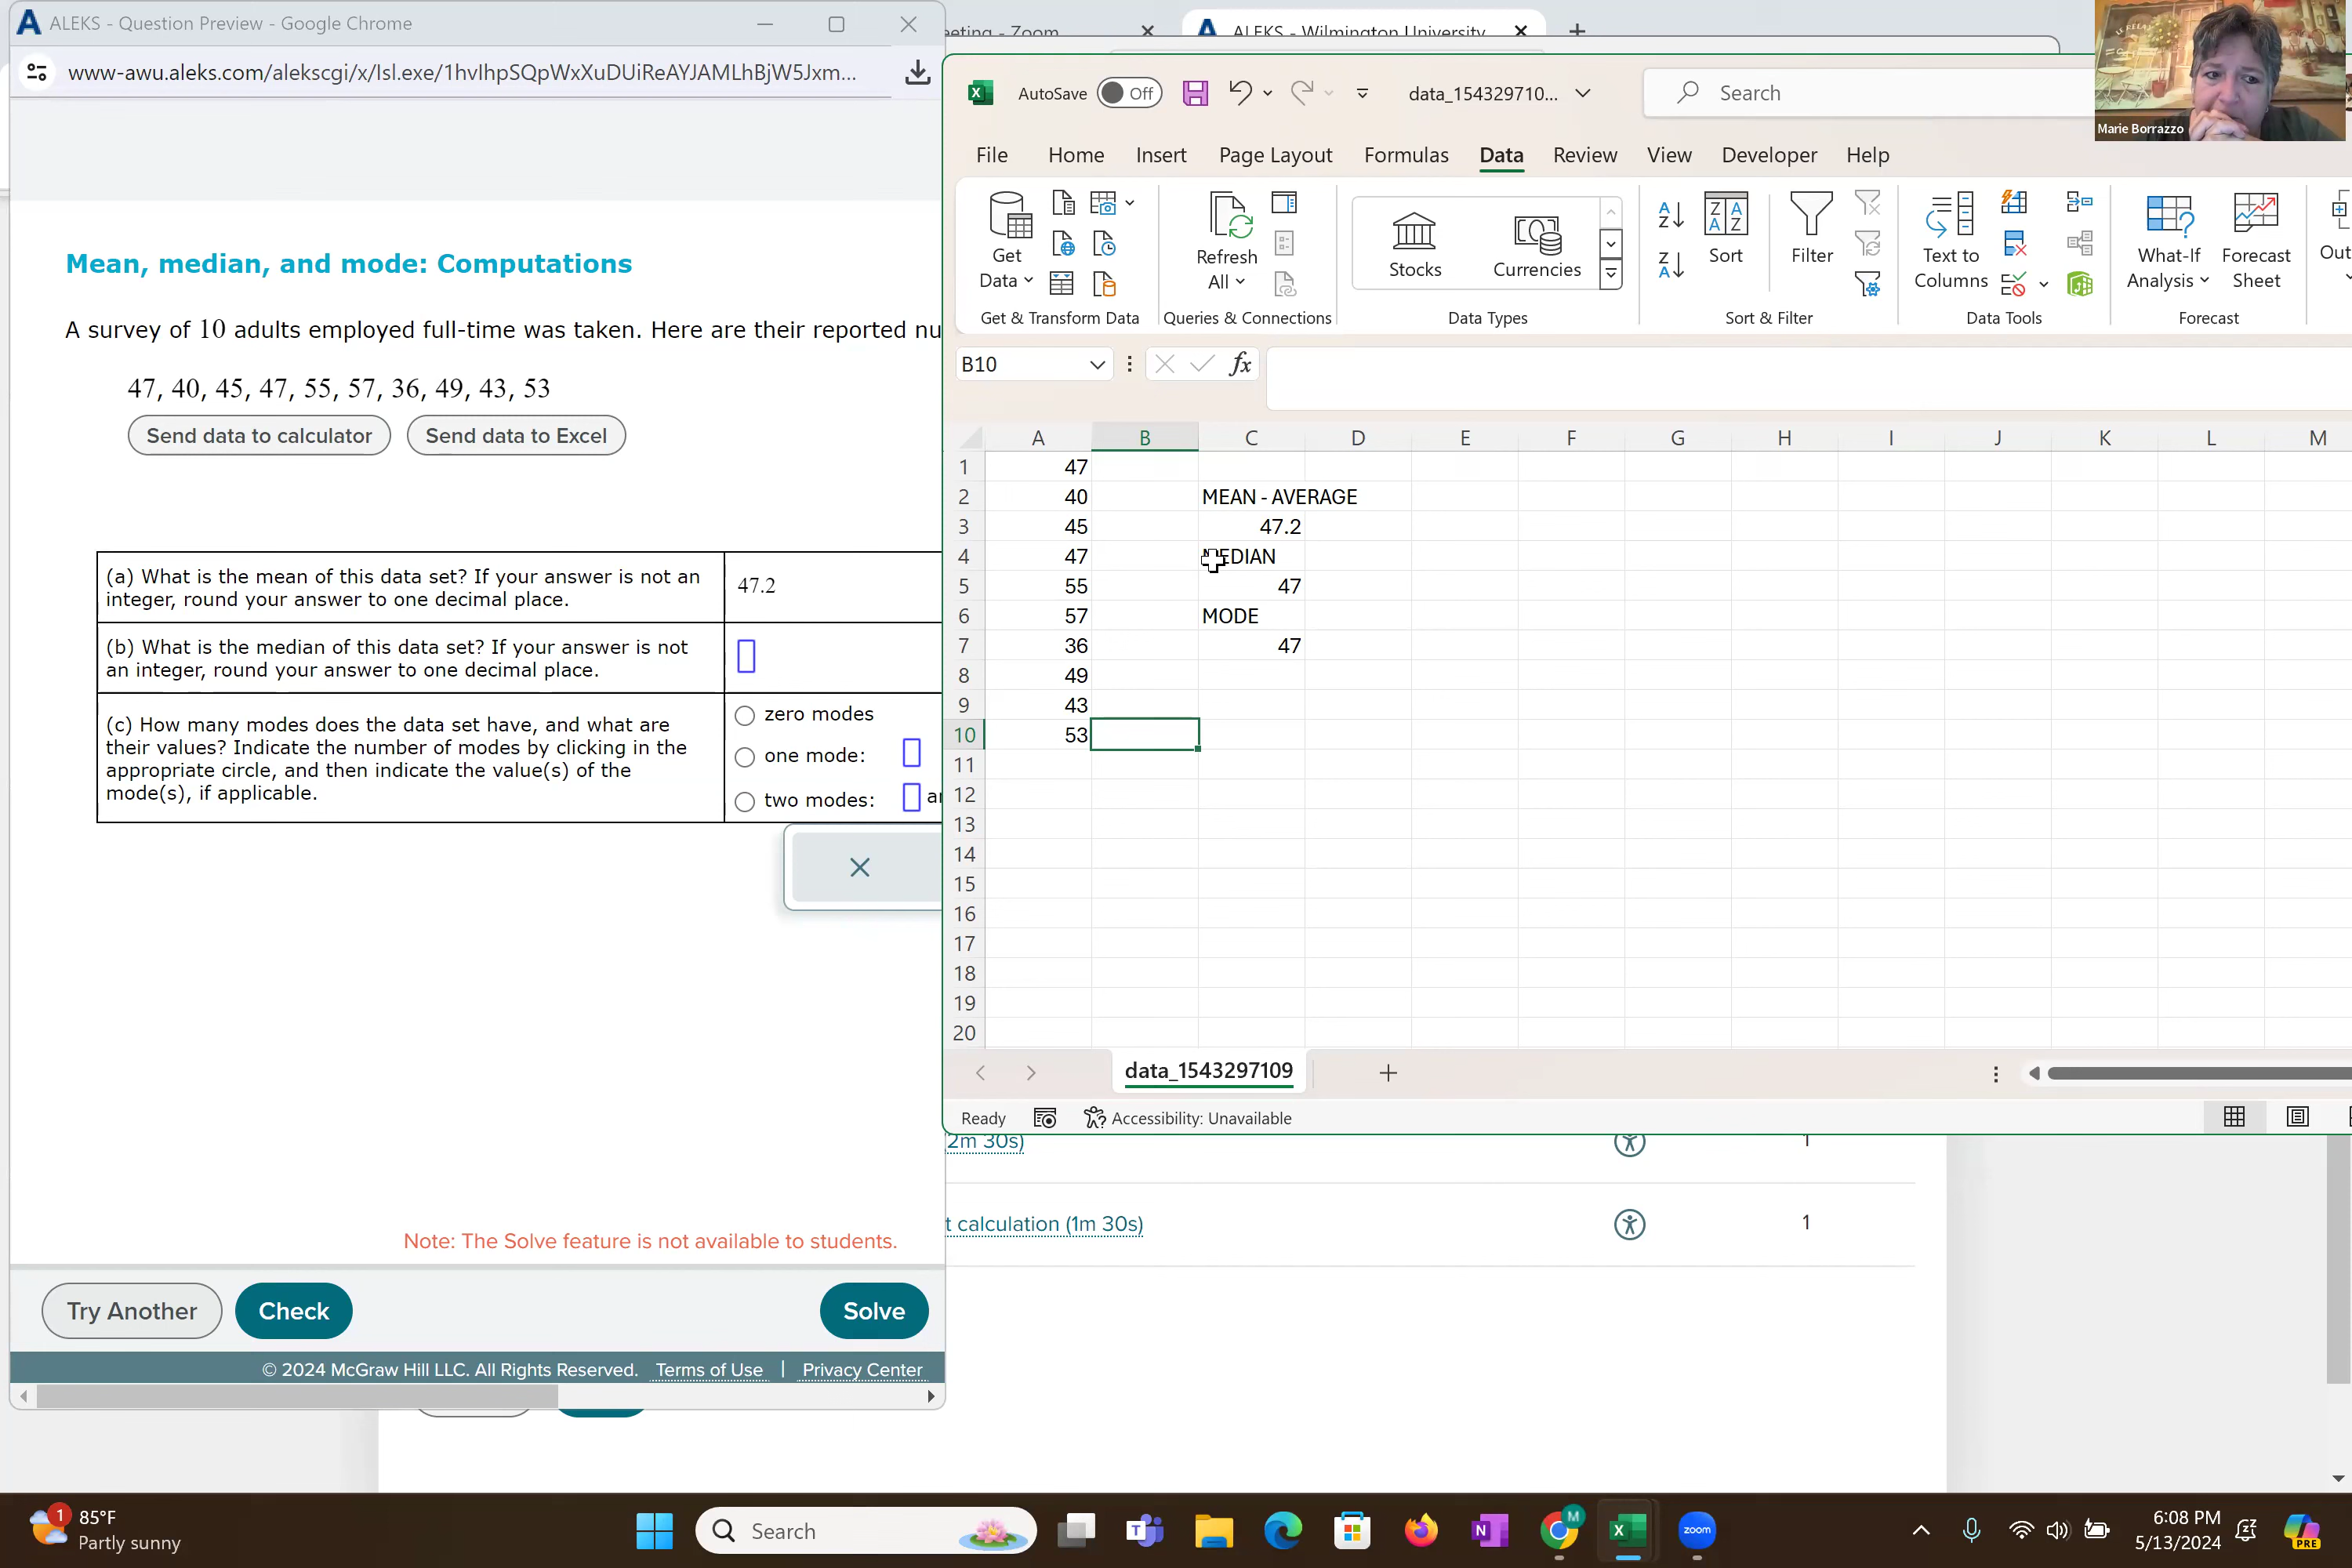 ALEKS - Question Preview - Google Chrome
www-awu.aleks.com/alekscgi/x/Isl.exe/1hvIhpSQpWxXuDUiReAYJAMLhBjW5Jxm...
Mean, median, and mode: Computations
A survey of 10 adults employed full-time was taken. Here are their reported nu
47, 40, 45, 47, 55, 57, 36, 49, 43, 53
Send data to calculator Send data to Excel
(a) What is the mean of this data set? If your answer is not an
integer, round your answer to one decimal place.
47.2
(b) What is the median of this data set? If your answer is not
an integer, round your answer to one decimal place.
(c) How many modes does the data set have, and what are
their values? Indicate the number of modes by clicking in the
appropriate circle, and then indicate the value(s) of the
mode(s), if applicable.
zero modes
one mode:
two modes:
Note: The Solve feature is not available to students.
Try Another Check Solve
© 2024 McGraw Hill LLC. All Rights Reserved. Terms of Use | Privacy Center
ALEKS - Wilmington University
AutoSave Off data_154329710... Search
Marie Borrazzo
File Home Insert Page Layout Formulas Data Review View Developer Help
Get
Data
Refresh
All
Stocks Currencies
A Z
Z A
Z A
A Z
Sort
Filter
Text to
Columns
What-If
Analysis
Forecast
Sheet
Get & Transform Data Queries & Connections Data Types Sort & Filter Data Tools Forecast
B10 fx
A B C D E F G H I J K L M
1 47
2 40 MEAN - AVERAGE
3 45 47.2
4 47 MEDIAN
5 55 47
6 57 MODE
7 36 47
8 49
9 43
10 53
11
12
13
14
15
16
17
18
19
20
data_1543297109
Ready Accessibility: Unavailable
2m 30s) 1
t calculation (1m 30s) 1
1 85°F
Partly sunny
Search
T N M X zoom
6:08 PM
5/13/2024
PRE